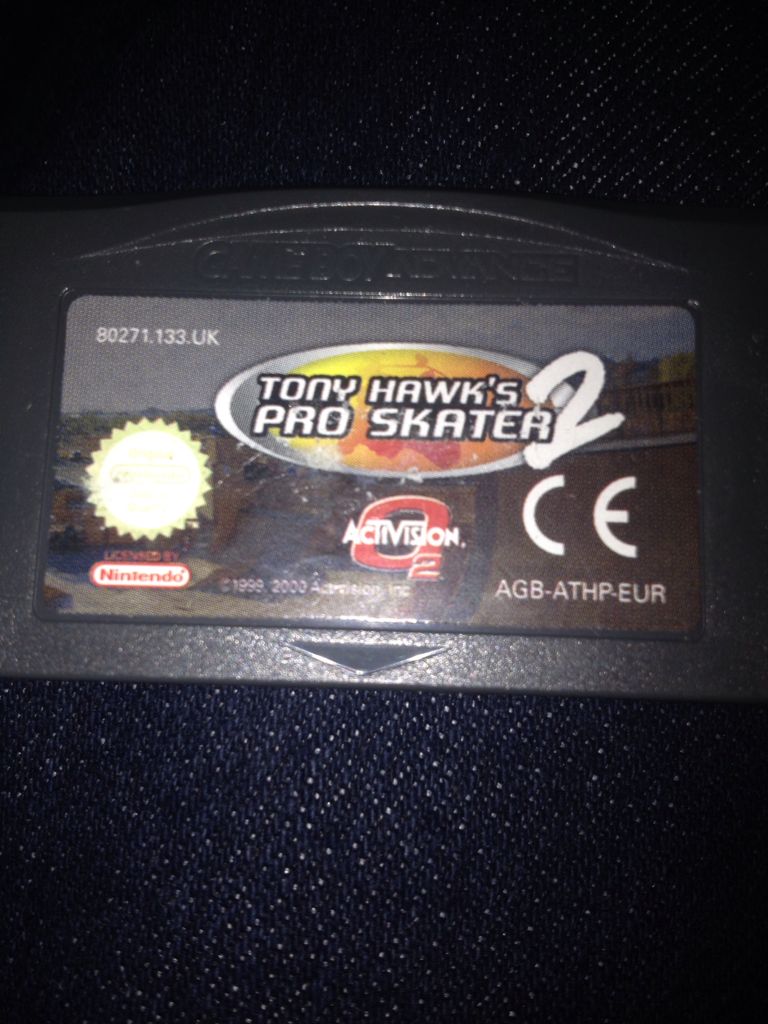 GAME BOY ADVANCE
80271.133.UK
TONY HAWK'S
PRO SKATER 2
ACTIVISION.
O2
LICENSED BY
Nintendo
©1999, 2000 Activision, Inc
CE
AGB-ATHP-EUR